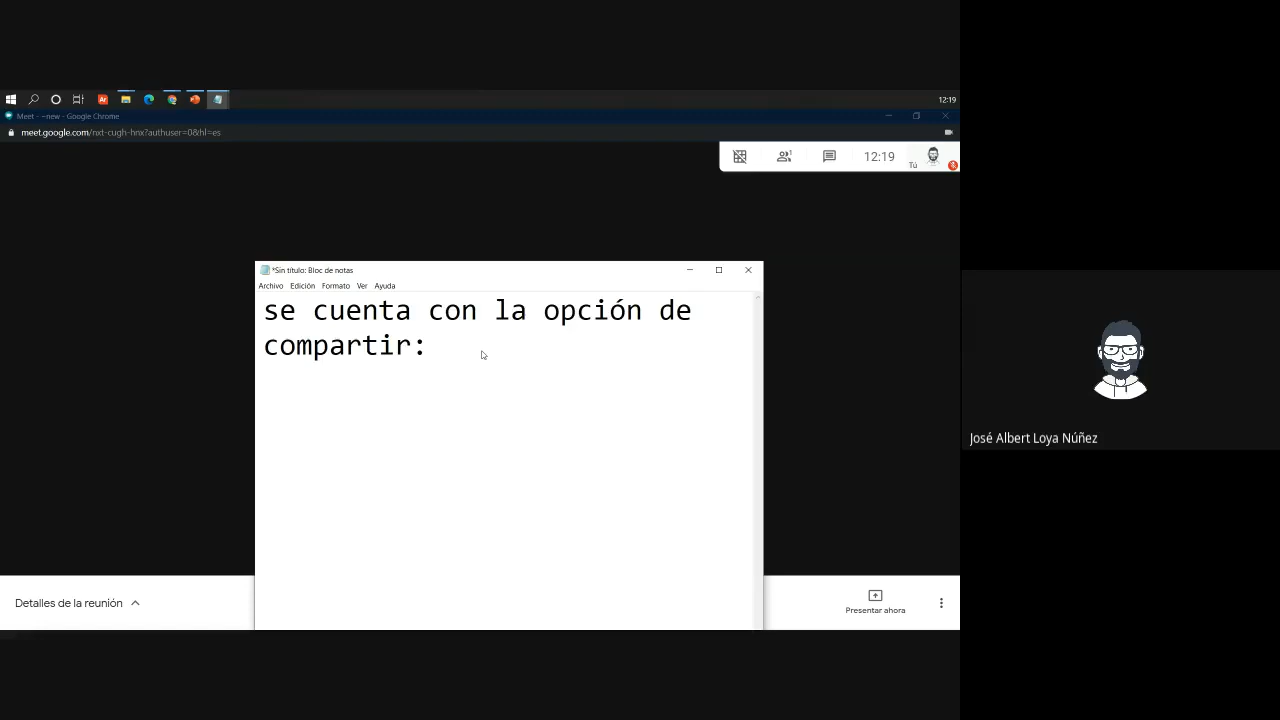 12:19
Meet - ~new - Google Chrome
meet.google.com/nxt-cugh-hnx?authuser=0&hl=es
1
12:19
Tú
*Sin título: Bloc de notas
Archivo Edición Formato Ver Ayuda
se cuenta con la opción de
compartir:
José Albert Loya Núñez
Detalles de la reunión
Presentar ahora